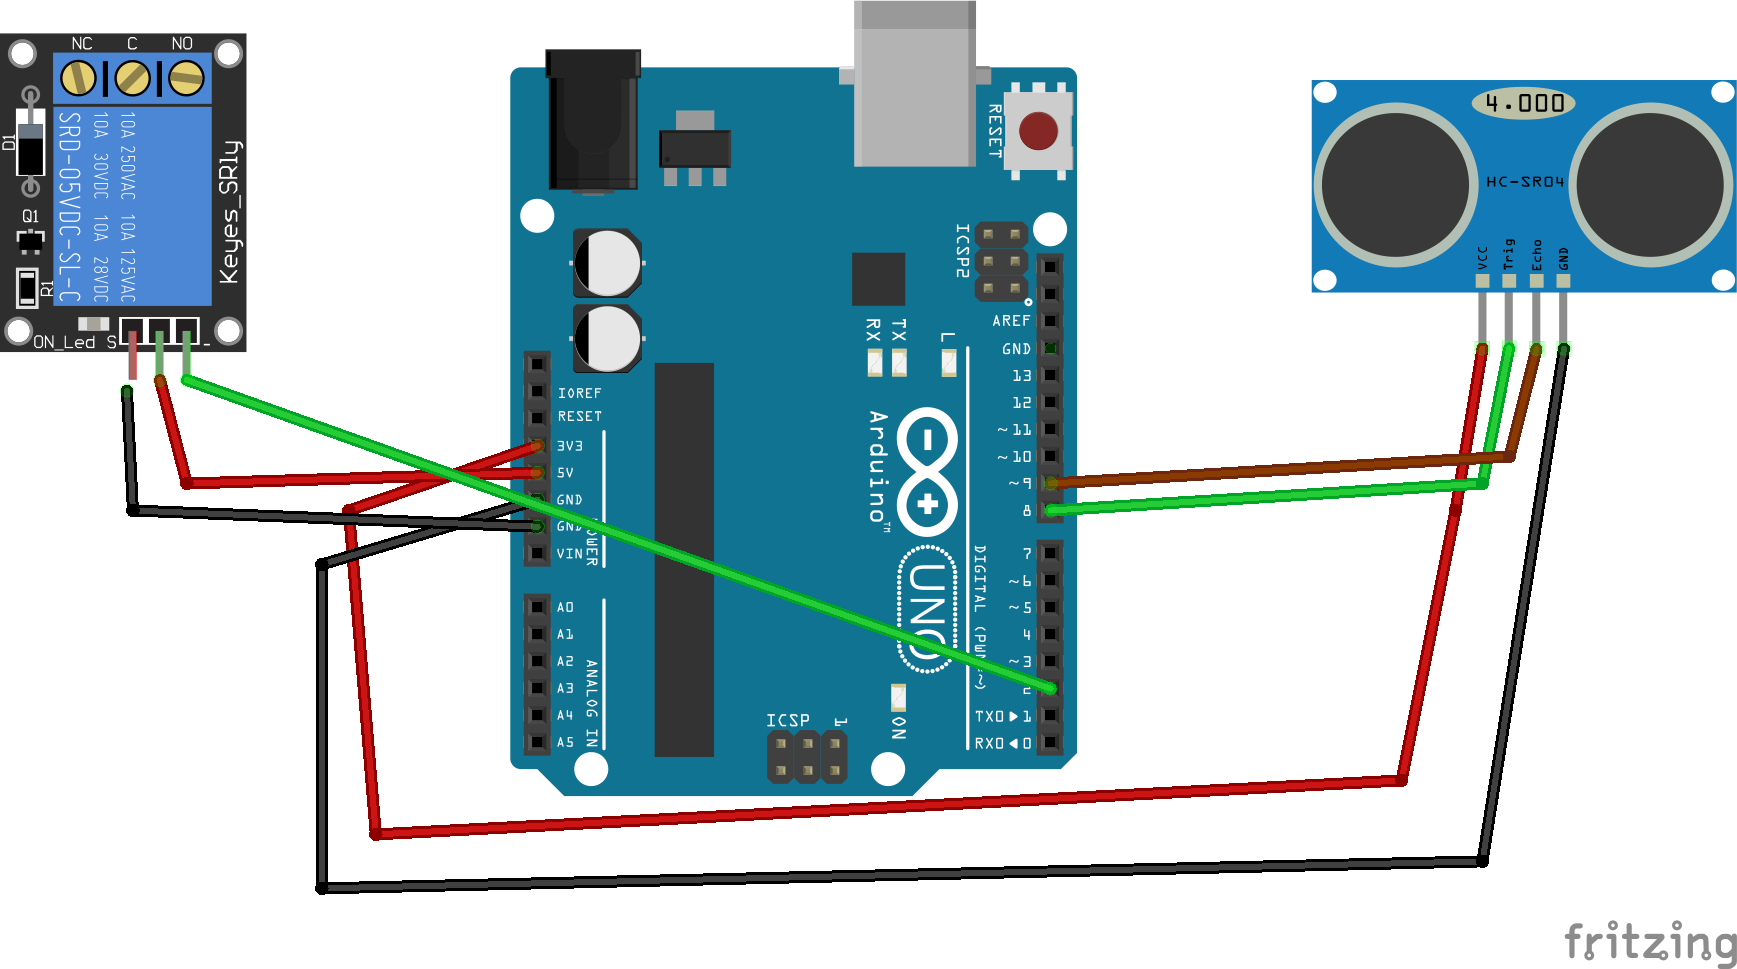 NC C NO
D1
Q1
R1
SRD-05VDC-SL-C
10A 30VDC 10A 28VDC
10A 250VAC 10A 125VAC
Keyes_SRly
ON_Led S -
RESET
ICSP2
RX TX L
AREF
GND
13
12
~11
~10
~9
8
7
~6
~5
4
~3
2
TX0▶1
RX0◀0
DIGITAL (PWM~)
IOREF
RESET
3V3
5V
GND
GND
VIN
POWER
A0
A1
A2
A3
A4
A5
ANALOG IN
Arduino™
UNO
ON
ICSP 1
4.000
HC-SR04
VCC Trig Echo GND
fritzing